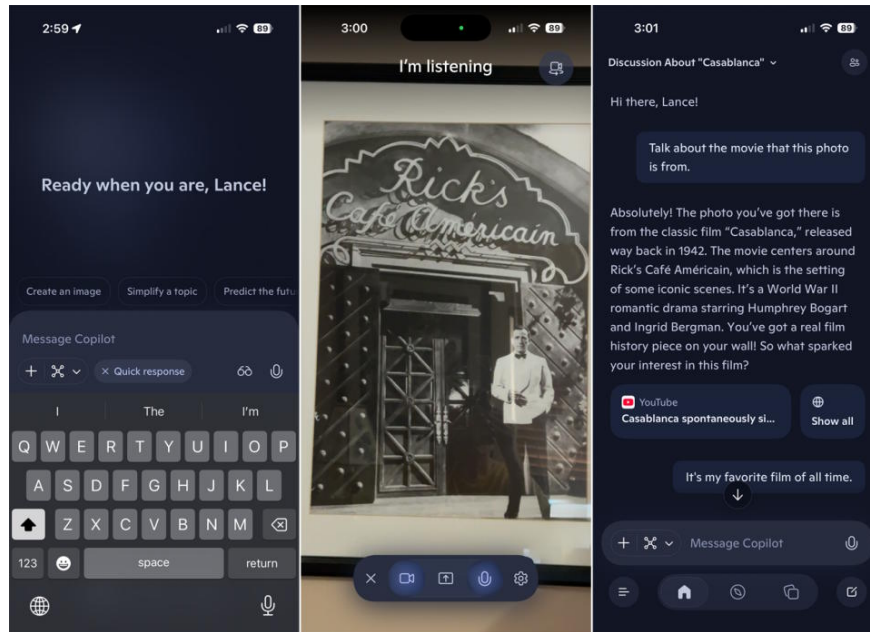 2:59
89
Ready when you are, Lance!
Create an image
Simplify a topic
Predict the futu
Message Copilot
× Quick response
I
The
I'm
Q W E R T Y U I O P
A S D F G H J K L
Z X C V B N M
123
space
return
3:00
89
I'm listening
Rick's
Café Américain
3:01
89
Discussion About "Casablanca"
Hi there, Lance!
Talk about the movie that this photo
is from.
Absolutely! The photo you've got there is
from the classic film "Casablanca," released
way back in 1942. The movie centers around
Rick's Café Américain, which is the setting
of some iconic scenes. It's a World War II
romantic drama starring Humphrey Bogart
and Ingrid Bergman. You've got a real film
history piece on your wall! So what sparked
your interest in this film?
YouTube
Casablanca spontaneously si...
Show all
It's my favorite film of all time.
Message Copilot